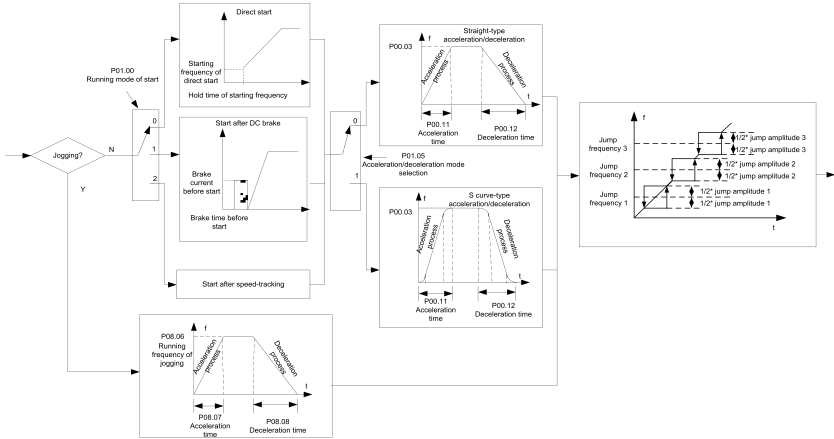 Direct start
Starting
frequency of
direct start
Hold time of starting frequency
P01.00
Running mode of start
Jogging?
N
Y
0
1
2
Start after DC brake
Brake
current
before start
Brake time before
start
Start after speed-tracking
0
P01.05
Acceleration/deceleration mode
selection
1
Straight-type
acceleration/deceleration
f
P00.03
Acceleration
process
Deceleration
process
t
P00.11
Acceleration
time
P00.12
Deceleration time
S curve-type
acceleration/deceleration
f
P00.03
Acceleration
process
Deceleration
process
t
P00.11
Acceleration
time
P00.12
Deceleration time
f
P08.06
Running
frequency of
jogging
Acceleration
process
Deceleration
process
t
P08.07
Acceleration
time
P08.08
Deceleration time
f
Jump
frequency 3
Jump
frequency 2
Jump
frequency 1
1/2* jump amplitude 3
1/2* jump amplitude 3
1/2* jump amplitude 2
1/2* jump amplitude 2
1/2* jump amplitude 1
1/2* jump amplitude 1
t